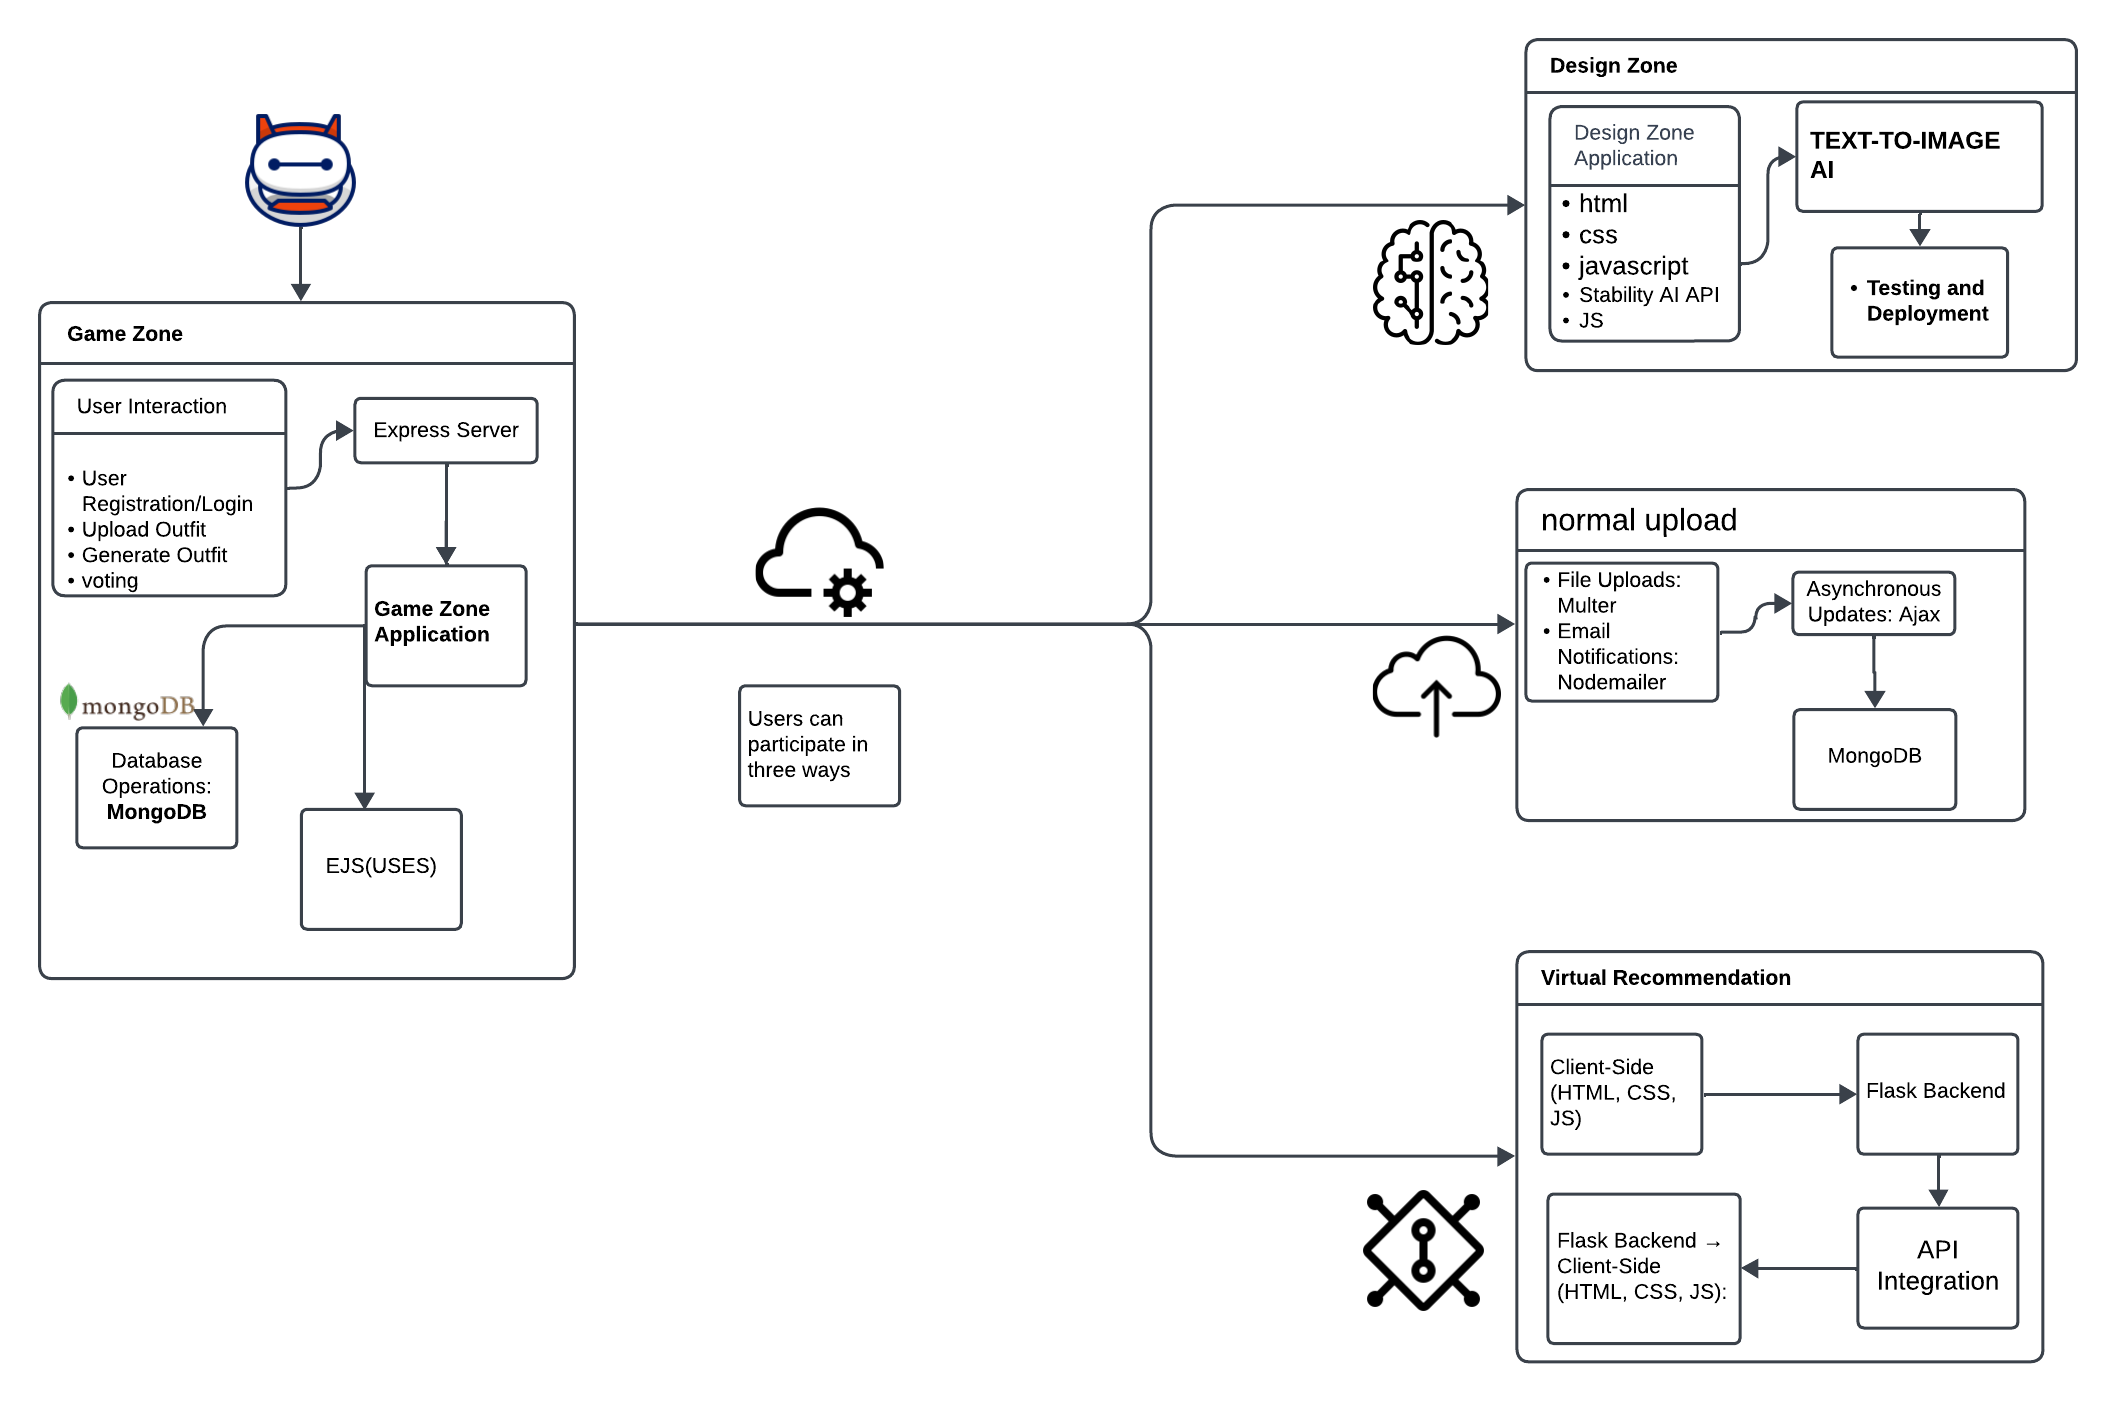 Game Zone
User Interaction
• User
Registration/Login
• Upload Outfit
• Generate Outfit
• voting
Express Server
Game Zone
Application
mongoDB
Database
Operations:
MongoDB
EJS(USES)
Users can
participate in
three ways
Design Zone
Design Zone
Application
• html
• css
• javascript
• Stability AI API
• JS
TEXT-TO-IMAGE
AI
• Testing and
Deployment
normal upload
• File Uploads:
Multer
• Email
Notifications:
Nodemailer
Asynchronous
Updates: Ajax
MongoDB
Virtual Recommendation
Client-Side
(HTML, CSS,
JS)
Flask Backend
API
Integration
Flask Backend →
Client-Side
(HTML, CSS, JS):